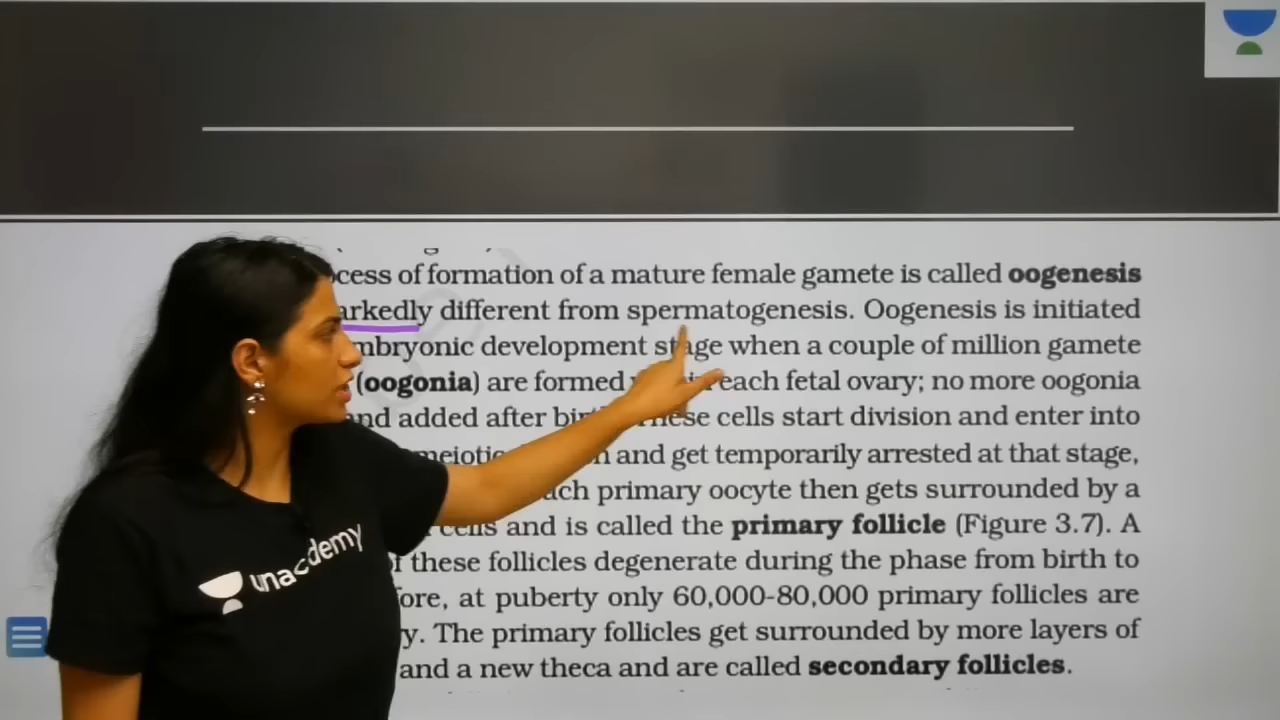 cess of formation of a mature female gamete is called oogenesis
arkedly different from spermatogenesis. Oogenesis is initiated
mbryonic development stage when a couple of million gamete
(oogonia) are formed each fetal ovary; no more oogonia
nd added after cells start division and enter into
and get temporarily arrested at that stage,
ach primary oocyte then gets surrounded by a
cells and is called the primary follicle (Figure 3.7). A
f these follicles degenerate during the phase from birth to
ore, at puberty only 60,000-80,000 primary follicles are
y. The primary follicles get surrounded by more layers of
and a new theca and are called secondary follicles.
unacademy